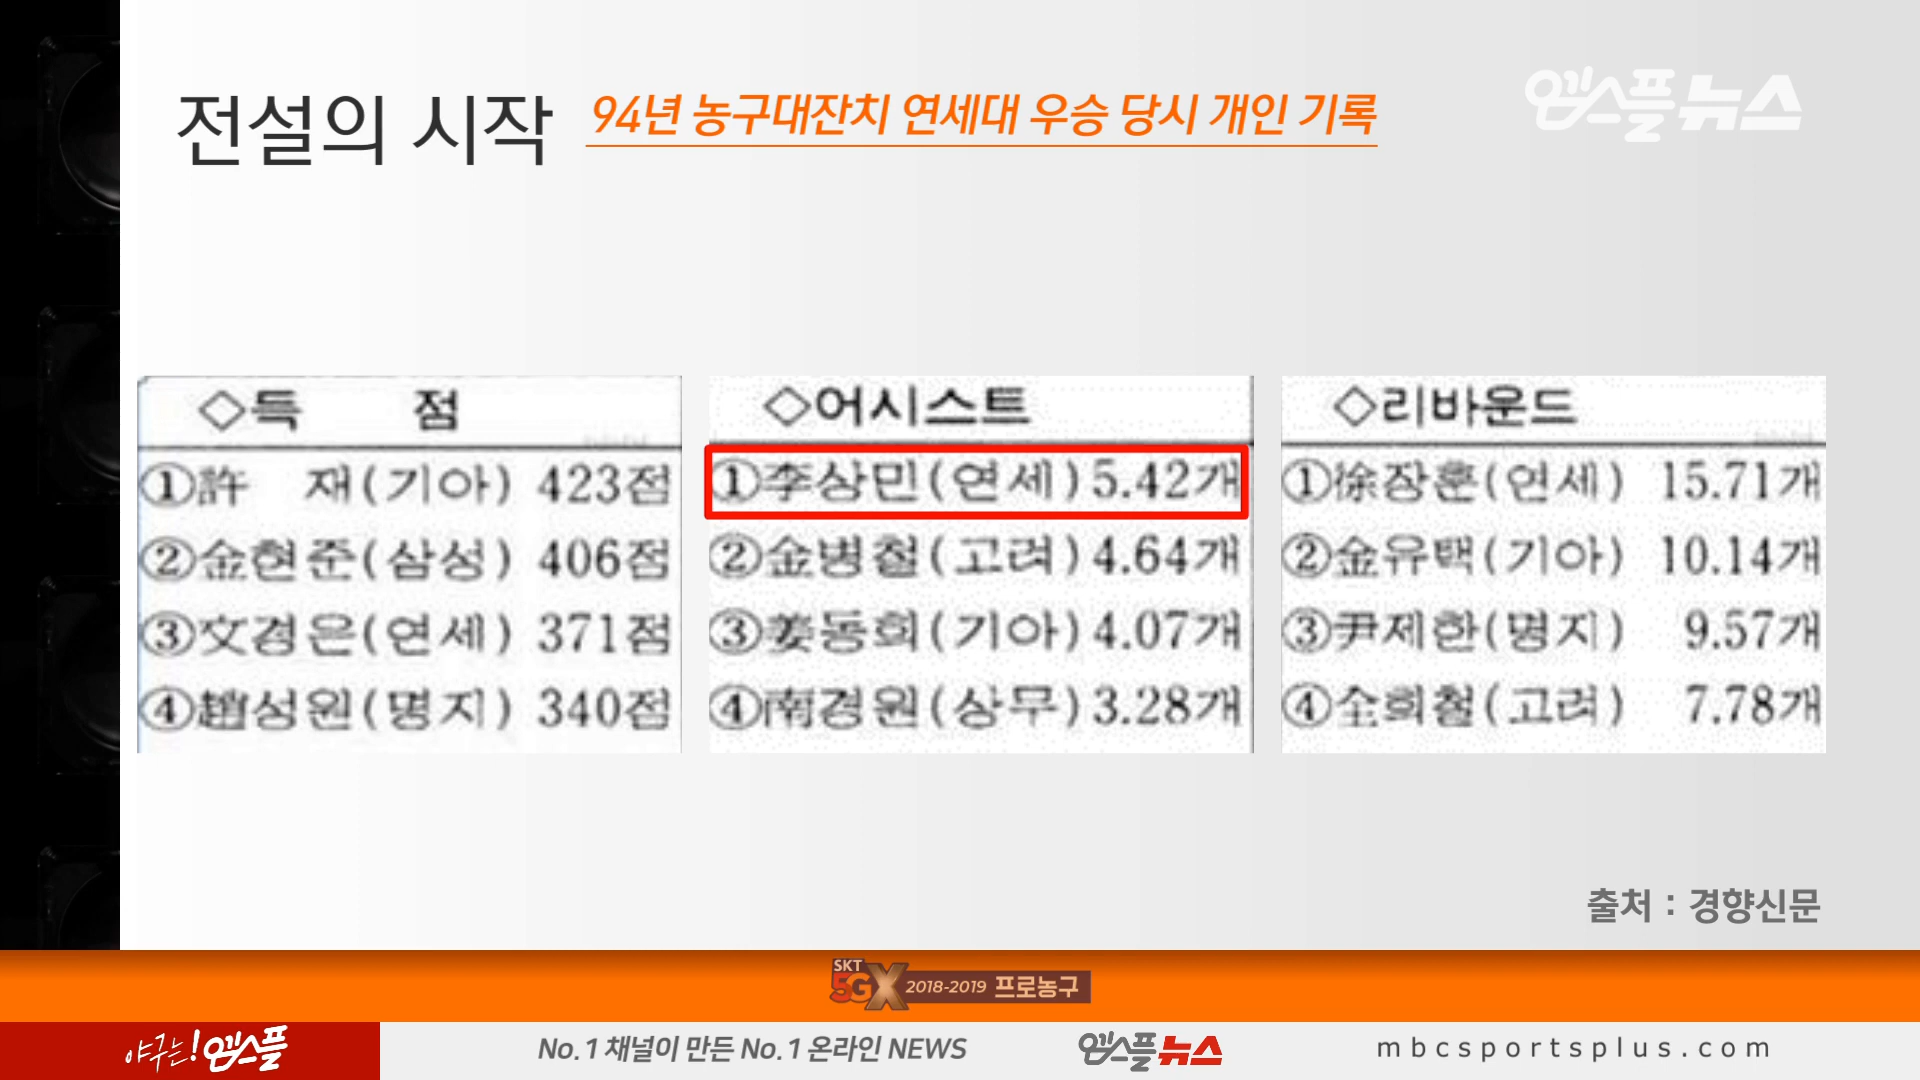 전설의 시작
94년 농구대잔치 연세대 우승 당시 개인 기록
엠스플뉴스
◇득 점
①許 재(기아) 423점
②金현준(삼성) 406점
③文경은(연세) 371점
④趙성원(명지) 340점
◇어시스트
①李상민(연세)5.42개
②金병철(고려)4.64개
③姜동희(기아)4.07개
④南경원(상무)3.28개
◇리바운드
①徐장훈(연세) 15.71개
②金유택(기아) 10.14개
③尹제한(명지) 9.57개
④全희철(고려) 7.78개
출처 : 경향신문
SKT 5GX 2018-2019 프로농구
야구는! 엠스플
No.1 채널이 만든 No.1 온라인 NEWS
엠스플뉴스
mbcsportsplus.com